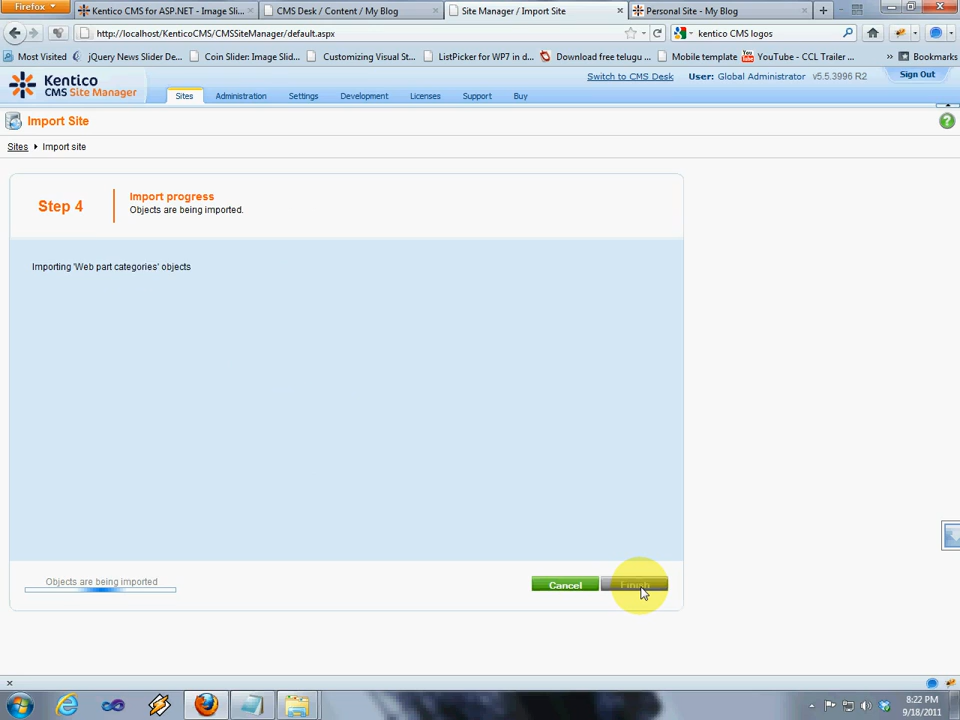 Firefox
Kentico CMS for ASP.NET - Image Sli...
CMS Desk / Content / My Blog
Site Manager / Import Site
Personal Site - My Blog
http://localhost/KenticoCMS/CMSSiteManager/default.aspx
kentico CMS logos
Most Visited
jQuery News Slider De...
Coin Slider: Image Slid...
Customizing Visual St...
ListPicker for WP7 in d...
Download free telugu ...
Mobile template
YouTube - CCL Trailer ...
»
Bookmarks
Kentico
CMS Site Manager
Switch to CMS Desk
User: Global Administrator
v5.5.3996 R2
Sign Out
Sites
Administration
Settings
Development
Licenses
Support
Buy
Import Site
Sites
Import site
Step 4
Import progress
Objects are being imported.
Importing 'Web part categories' objects
Objects are being imported
Cancel
Finish
8:22 PM
9/18/2011